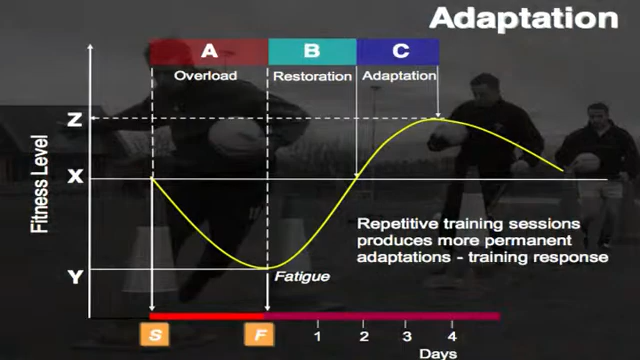 Adaptation
A B C
Overload Restoration Adaptation
Z
X
Y
Fitness Level
Repetitive training sessions
produces more permanent
adaptations - training response
Fatigue
S F 1 2 3 4
Days